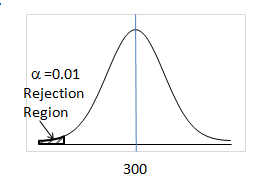 α =0.01
Rejection
Region
300